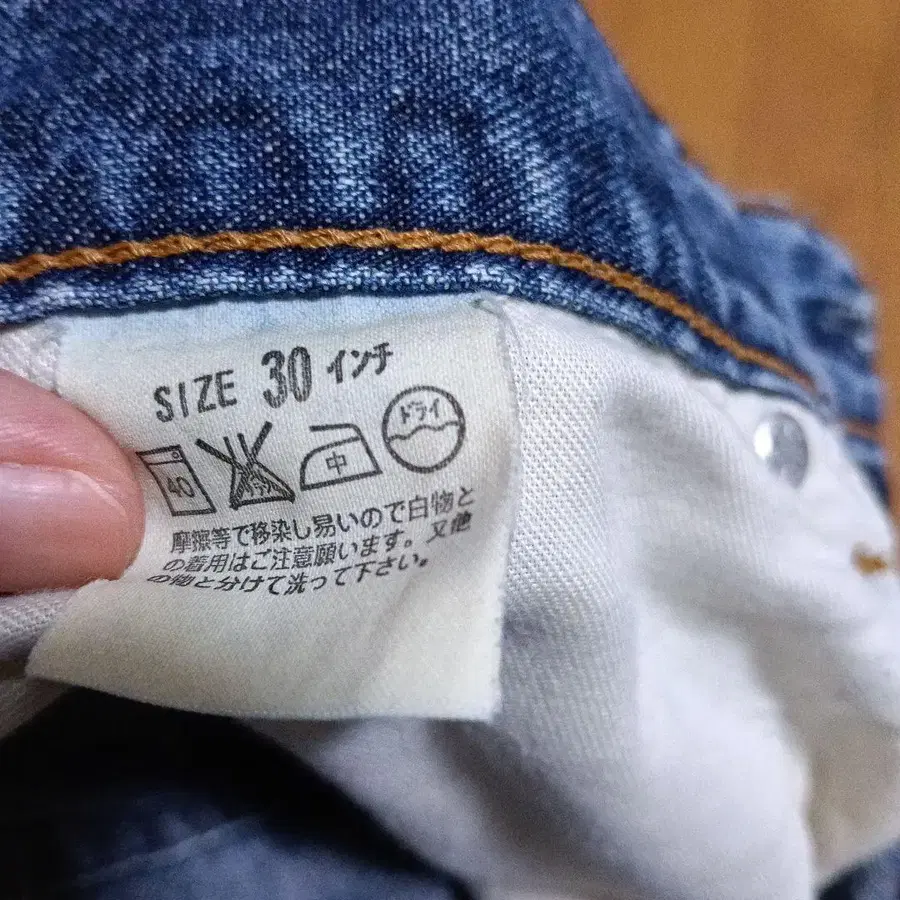 SIZE 30 インチ
40 中 ドライ
摩擦等で移染し易いので白物と
の着用はご注意願います。又他
の物と分けて洗って下さい。